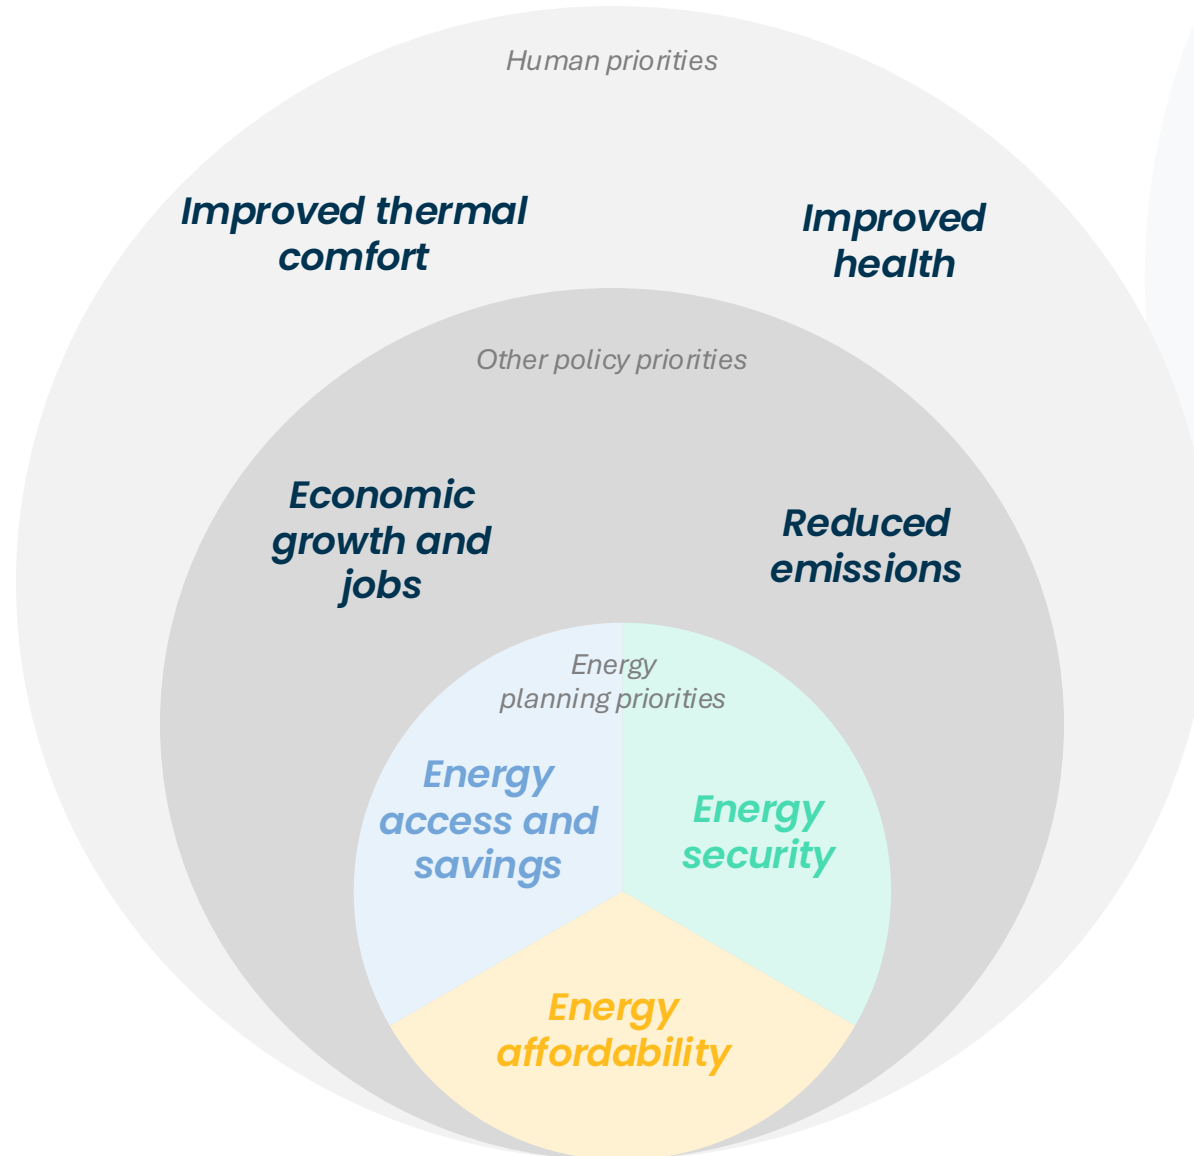 Human priorities
Improved thermal
comfort
Improved
health
Other policy priorities
Economic
growth and
jobs
Reduced
emissions
Energy
planning priorities
Energy
access and
savings
Energy
security
Energy
affordability